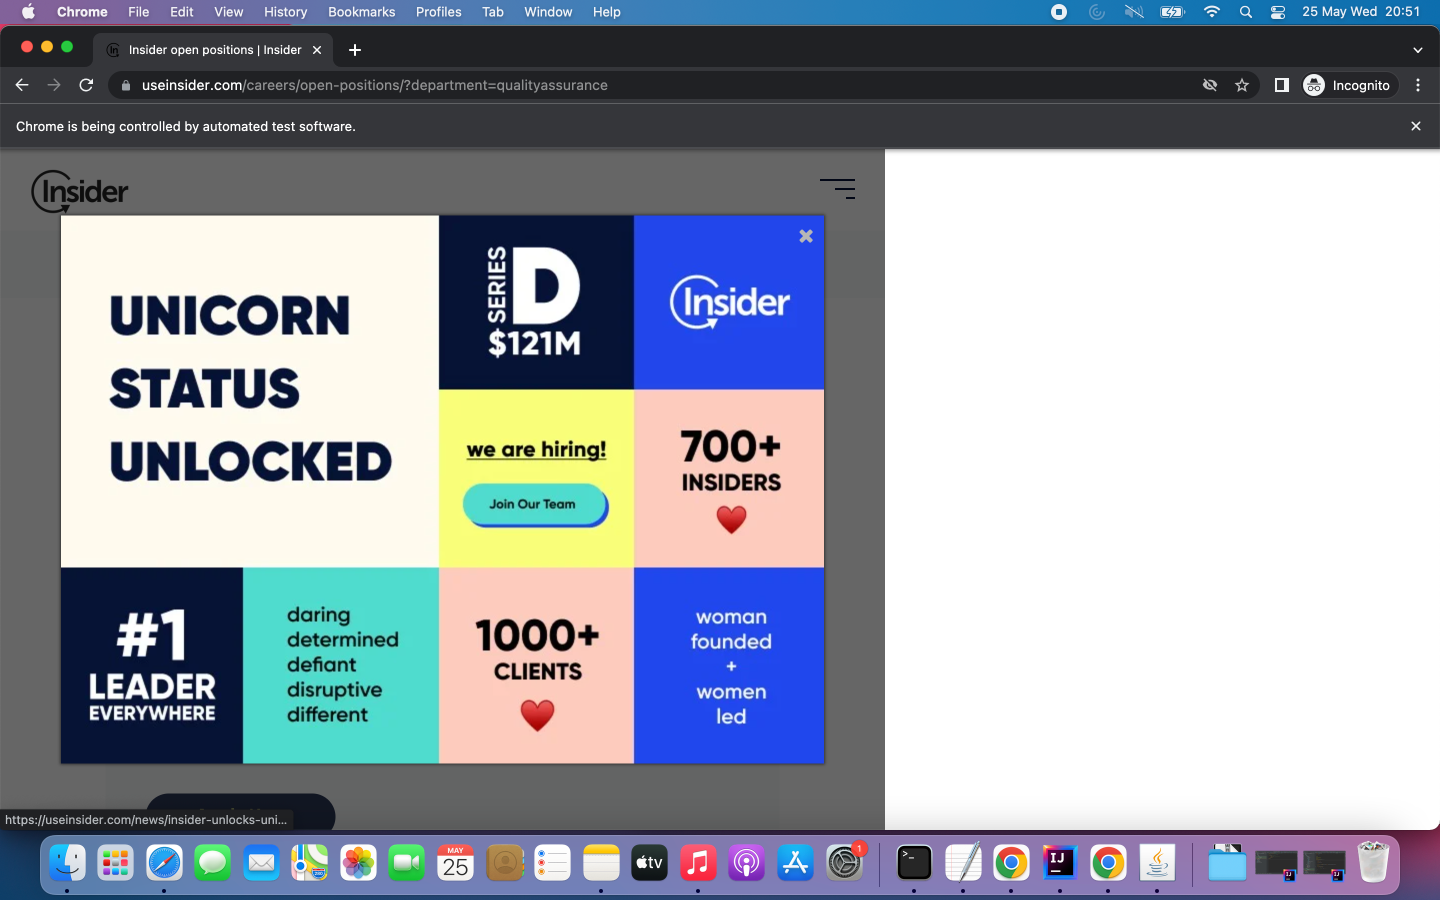 Chrome File Edit View History Bookmarks Profiles Tab Window Help 25 May Wed 20:51
Insider open positions | Insider
useinsider.com/careers/open-positions/?department=qualityassurance
Incognito
Chrome is being controlled by automated test software.
Insider
UNICORN
STATUS
UNLOCKED
SERIES
D
$121M
Insider
we are hiring!
Join Our Team
700+
INSIDERS
#1
LEADER
EVERYWHERE
daring
determined
defiant
disruptive
different
1000+
CLIENTS
woman
founded
+
women
led
https://useinsider.com/news/insider-unlocks-uni...
MAY
25
tv
1
>_
IJ